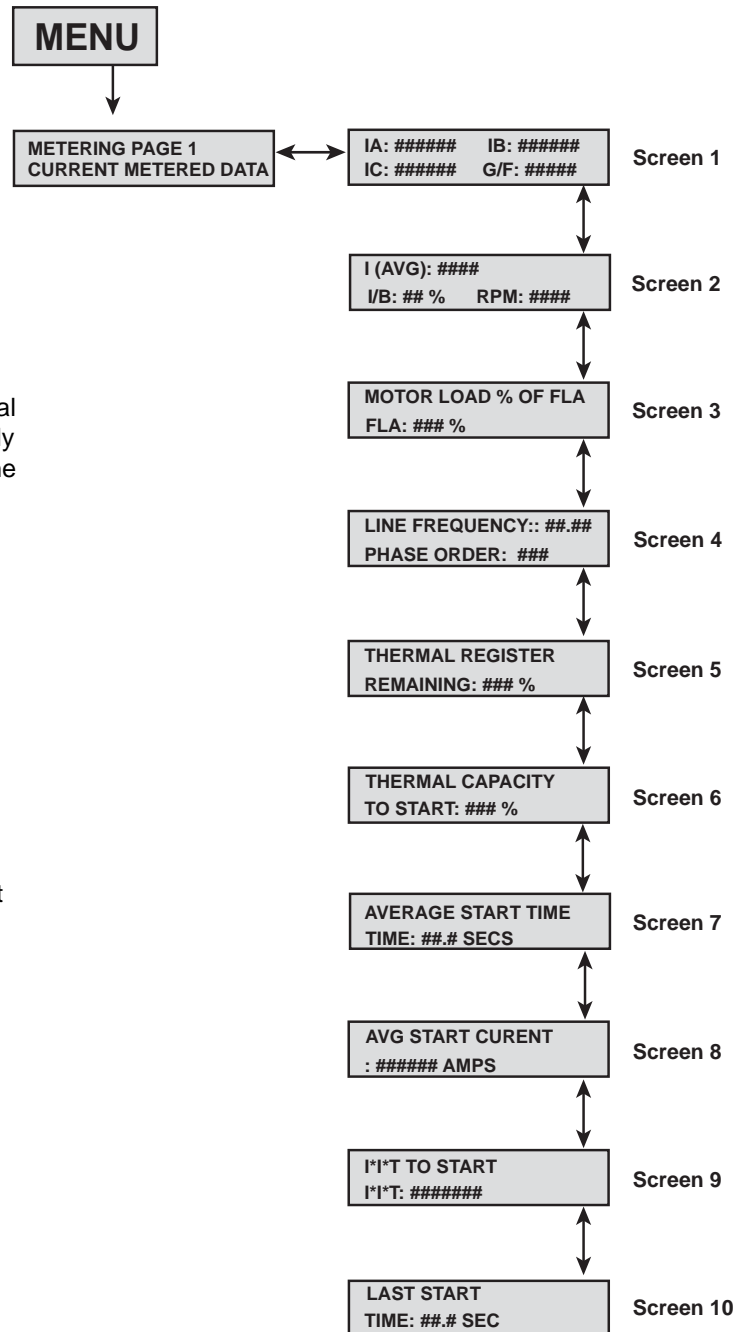 MENU
METERING PAGE 1
CURRENT METERED DATA
IA: ###### IB: ######
IC: ###### G/F: #####
Screen 1
I (AVG): ####
I/B: ## % RPM: ####
Screen 2
MOTOR LOAD % OF FLA
FLA: ### %
Screen 3
al
ly
LINE FREQUENCY:: ##.##
PHASE ORDER: ###
Screen 4
THERMAL REGISTER
REMAINING: ### %
Screen 5
THERMAL CAPACITY
TO START: ### %
Screen 6
t
AVERAGE START TIME
TIME: ##.# SECS
Screen 7
AVG START CURENT
: ###### AMPS
Screen 8
I*I*T TO START
I*I*T: #######
Screen 9
LAST START
TIME: ##.# SEC
Screen 10